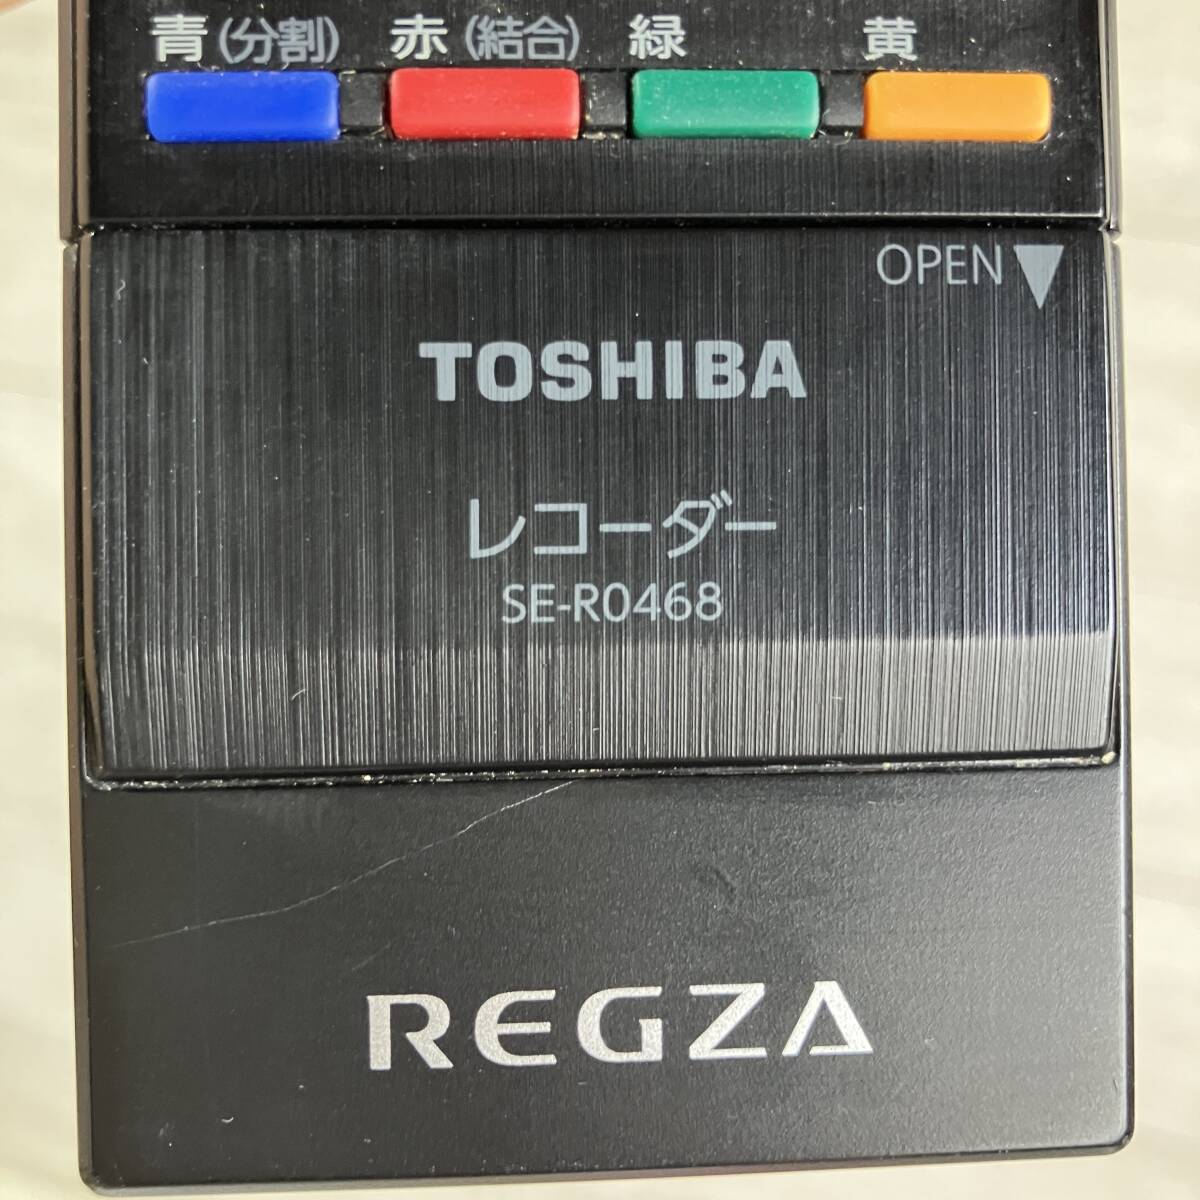 青(分割) 赤(結合) 緑 黄
OPEN▼
TOSHIBA
レコーダー
SE-R0468
REGZA